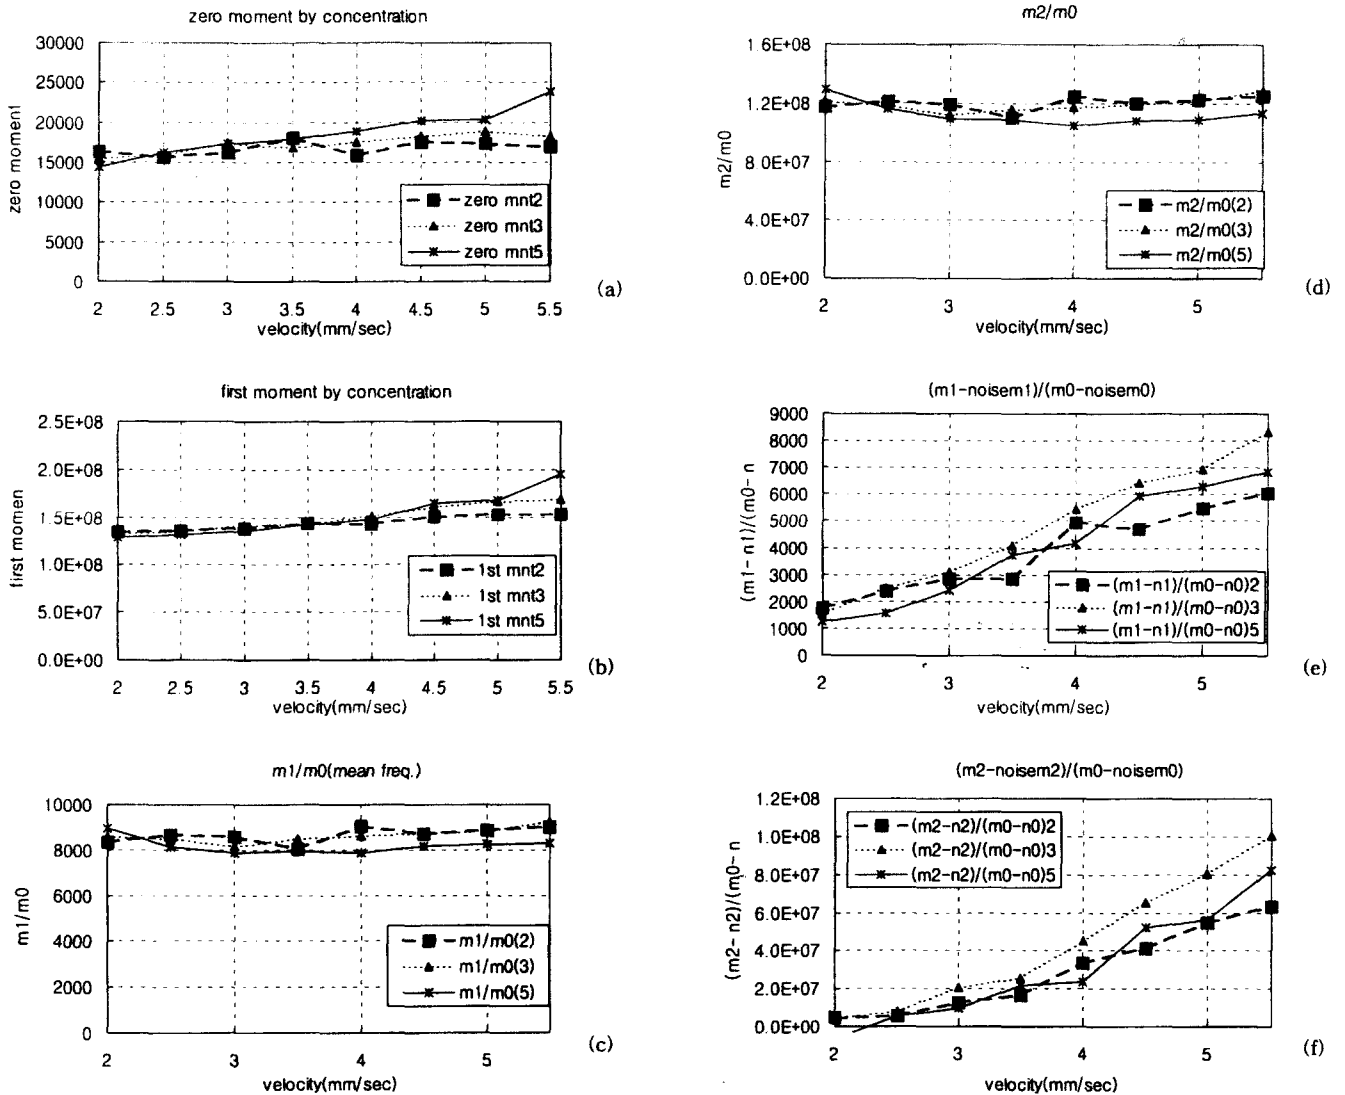 zero moment by concentration
30000
25000
20000
15000
10000
5000
0
zero moment
zero mnt2
zero mnt3
zero mnt5
2 2.5 3 3.5 4 4.5 5 5.5
velocity(mm/sec)
(a)
first moment by concentration
2.5E+08
2.0E+08
1.5E+08
1.0E+08
5.0E+07
0.0E+00
first momen
1st mnt2
1st mnt3
1st mnt5
2 2.5 3 3.5 4 4.5 5 5.5
velocity(mm/sec)
(b)
m1/m0(mean freq.)
10000
8000
6000
4000
2000
0
m1/m0
m1/m0(2)
m1/m0(3)
m1/m0(5)
2 3 4 5
velocity(mm/sec)
(c)
m2/m0
1.6E+08
1.2E+08
8.0E+07
4.0E+07
0.0E+00
m2/m0
m2/m0(2)
m2/m0(3)
m2/m0(5)
2 3 4 5
velocity(mm/sec)
(d)
(m1-noisem1)/(m0-noisem0)
9000
8000
7000
6000
5000
4000
3000
2000
1000
0
(m1-n1)/(m0-n
(m1-n1)/(m0-n0)2
(m1-n1)/(m0-n0)3
(m1-n1)/(m0-n0)5
2 3 4 5
velocity(mm/sec)
(e)
(m2-noisem2)/(m0-noisem0)
1.2E+08
1.0E+08
8.0E+07
6.0E+07
4.0E+07
2.0E+07
0.0E+00
(m2-n2)/(m0-n
(m2-n2)/(m0-n0)2
(m2-n2)/(m0-n0)3
(m2-n2)/(m0-n0)5
2 3 4 5
velocity(mm/sec)
(f)